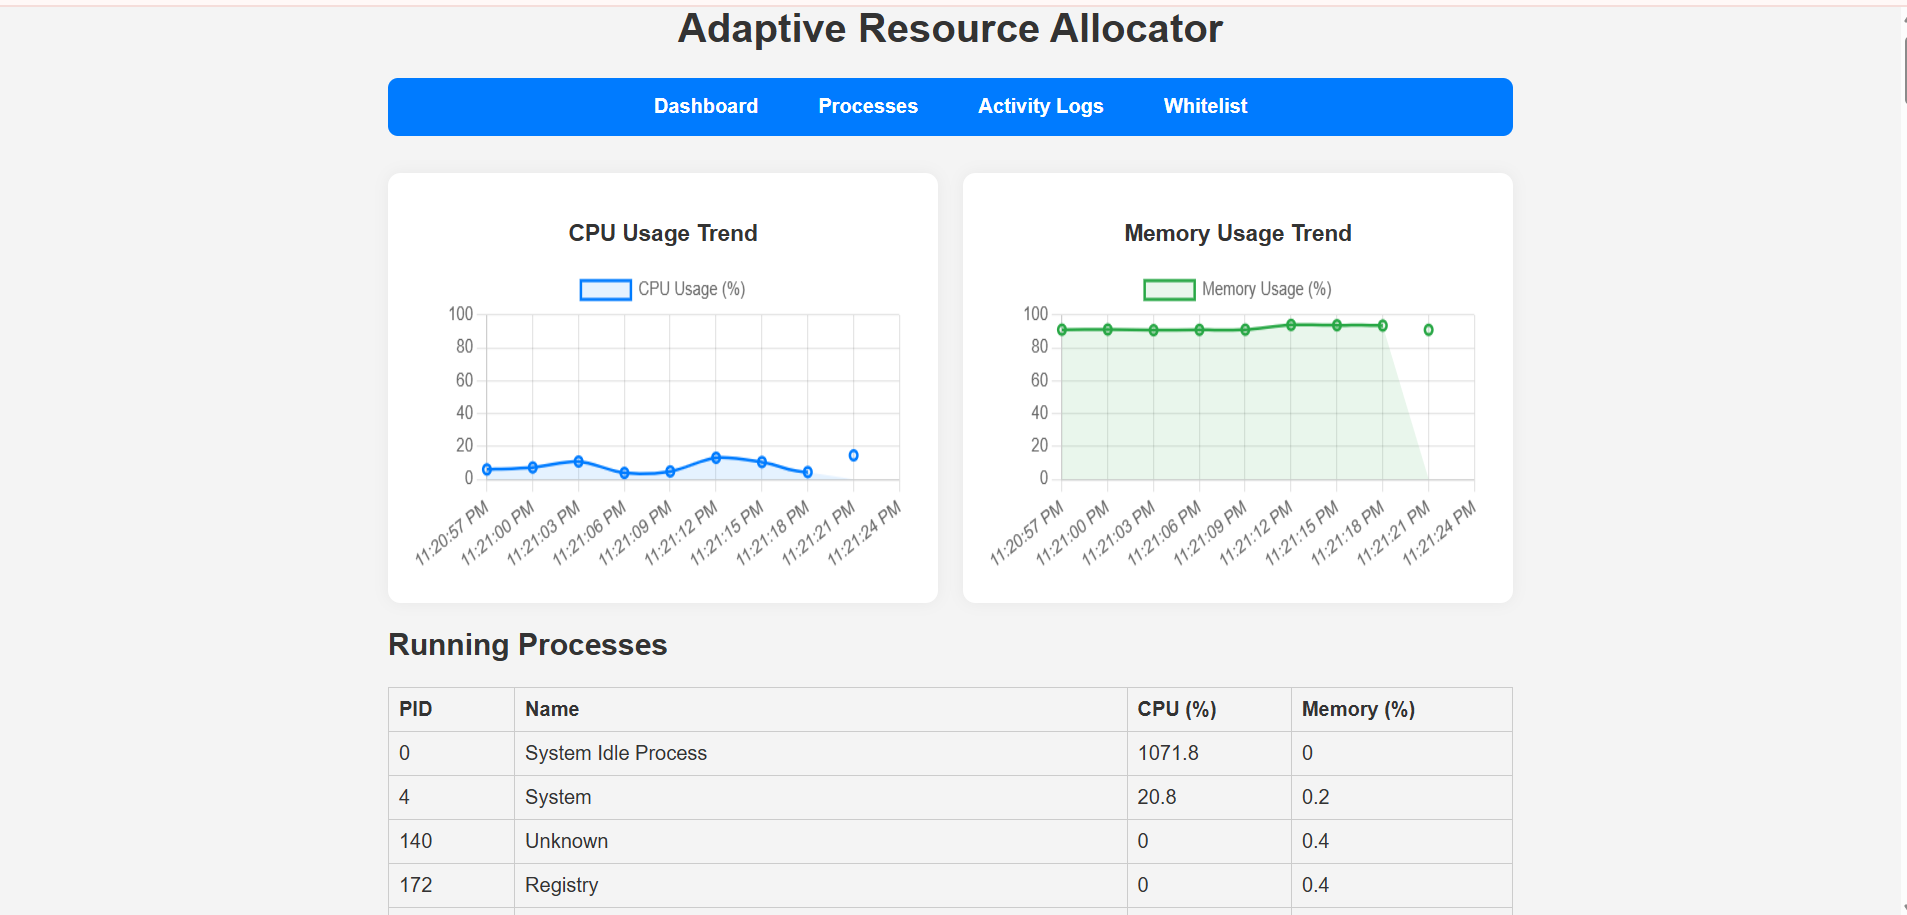 Adaptive Resource Allocator
Dashboard Processes Activity Logs Whitelist
CPU Usage Trend
CPU Usage (%)
100
80
60
40
20
0
11:20:57 PM 11:21:00 PM 11:21:03 PM 11:21:06 PM 11:21:09 PM 11:21:12 PM 11:21:15 PM 11:21:18 PM 11:21:21 PM 11:21:24 PM
Memory Usage Trend
Memory Usage (%)
100
80
60
40
20
0
11:20:57 PM 11:21:00 PM 11:21:03 PM 11:21:06 PM 11:21:09 PM 11:21:12 PM 11:21:15 PM 11:21:18 PM 11:21:21 PM 11:21:24 PM
Running Processes
PID Name CPU (%) Memory (%)
0 System Idle Process 1071.8 0
4 System 20.8 0.2
140 Unknown 0 0.4
172 Registry 0 0.4